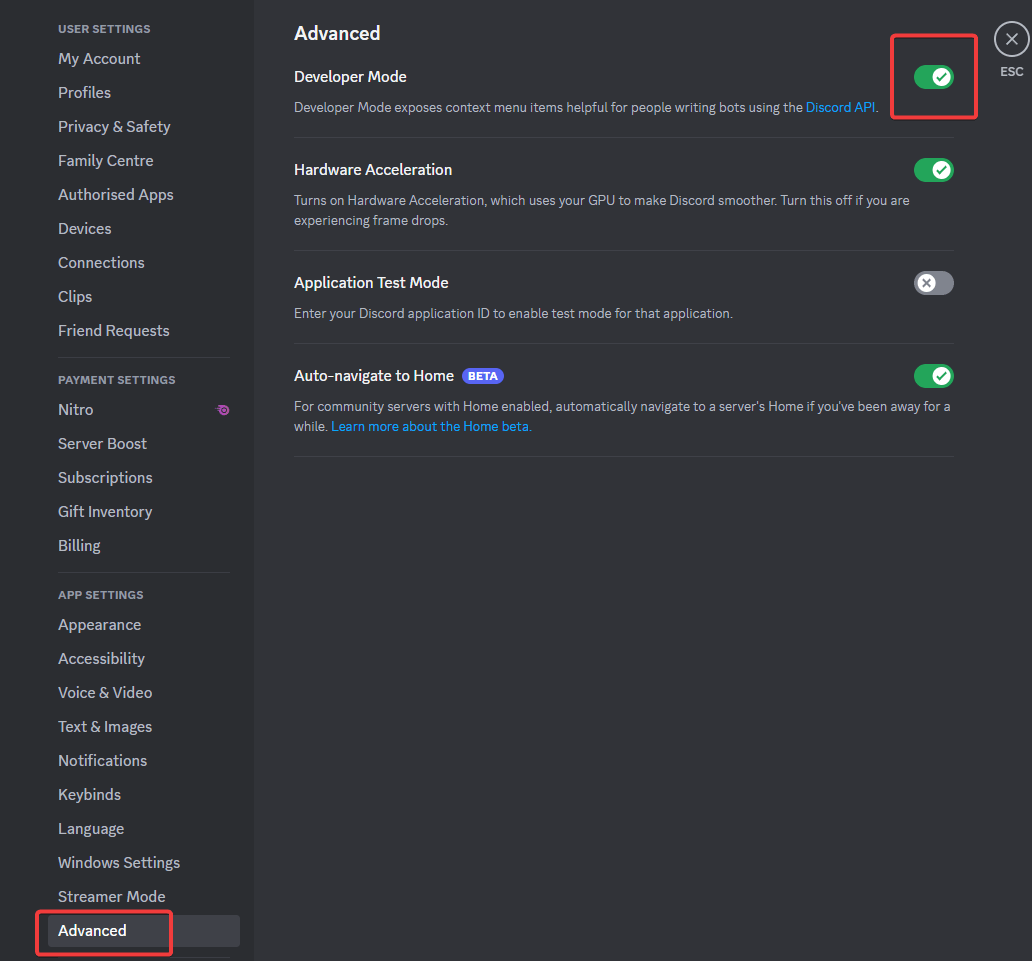 USER SETTINGS
My Account
Profiles
Privacy & Safety
Family Centre
Authorised Apps
Devices
Connections
Clips
Friend Requests
PAYMENT SETTINGS
Nitro
Server Boost
Subscriptions
Gift Inventory
Billing
APP SETTINGS
Appearance
Accessibility
Voice & Video
Text & Images
Notifications
Keybinds
Language
Windows Settings
Streamer Mode
Advanced
Advanced
Developer Mode
Developer Mode exposes context menu items helpful for people writing bots using the Discord API.
Hardware Acceleration
Turns on Hardware Acceleration, which uses your GPU to make Discord smoother. Turn this off if you are
experiencing frame drops.
Application Test Mode
Enter your Discord application ID to enable test mode for that application.
Auto-navigate to Home BETA
For community servers with Home enabled, automatically navigate to a server's Home if you've been away for a
while. Learn more about the Home beta.
ESC